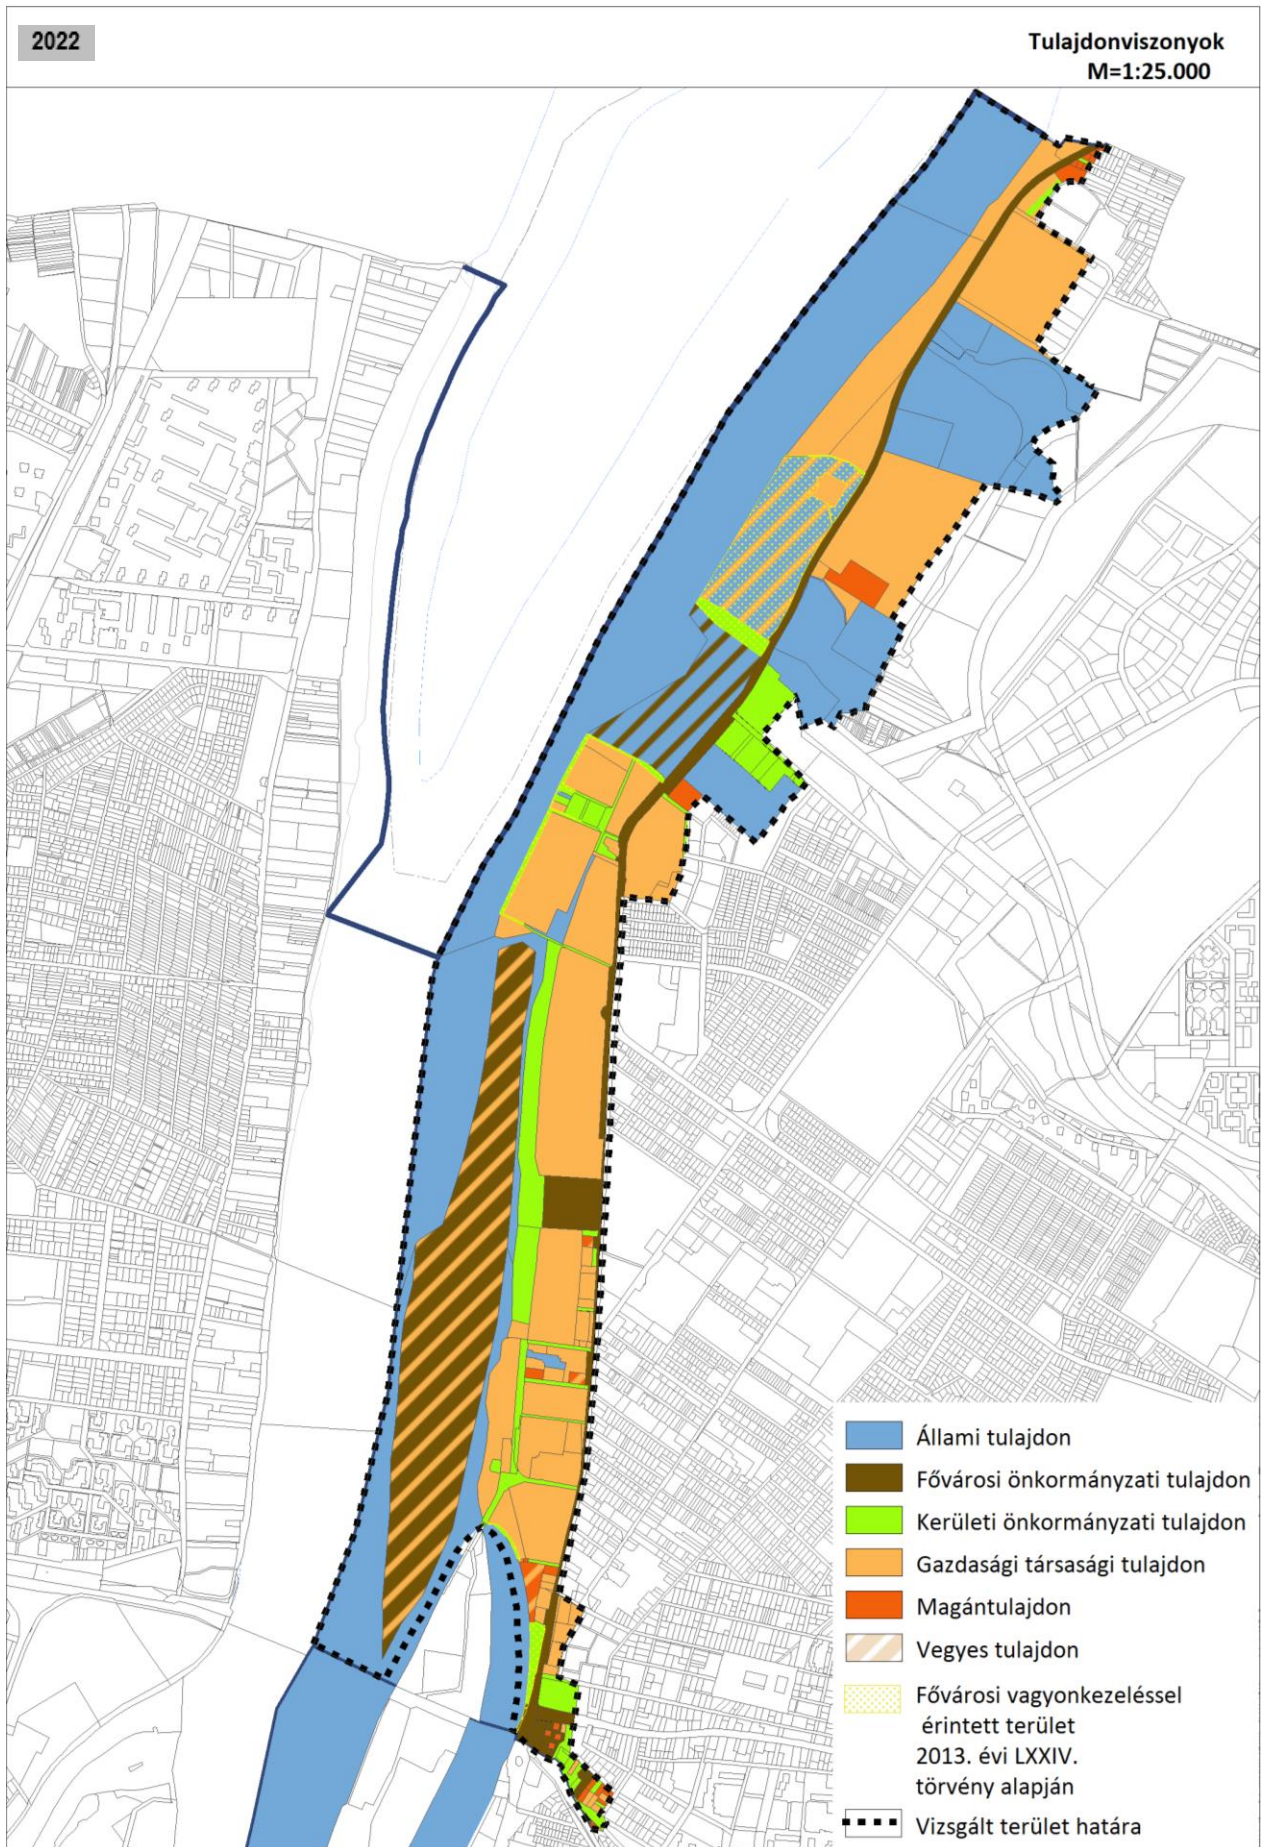 2022
Tulajdonviszonyok
M=1:25.000
Állami tulajdon
Fővárosi önkormányzati tulajdon
Kerületi önkormányzati tulajdon
Gazdasági társasági tulajdon
Magántulajdon
Vegyes tulajdon
Fővárosi vagyonkezeléssel
érintett terület
2013. évi LXXIV.
törvény alapján
Vizsgált terület határa